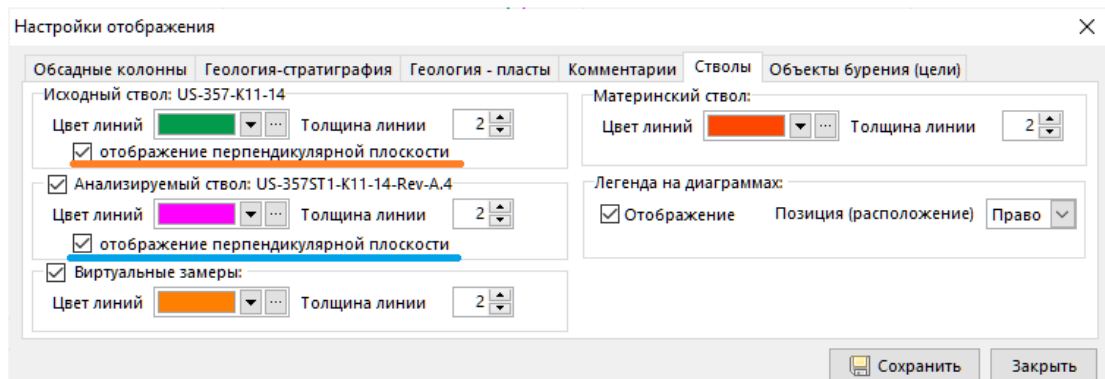 Настройки отображения
Обсадные колонны Геология-стратиграфия Геология - пласты Комментарии Стволы Объекты бурения (цели)
Исходный ствол: US-357-K11-14
Цвет линий Толщина линии 2
отображение перпендикулярной плоскости
Анализируемый ствол: US-357ST1-K11-14-Rev-A.4
Цвет линий Толщина линии 2
отображение перпендикулярной плоскости
Виртуальные замеры:
Цвет линий Толщина линии 2
Материнский ствол:
Цвет линий Толщина линии 2
Легенда на диаграммах:
Отображение Позиция (расположение) Право
Сохранить Закрыть